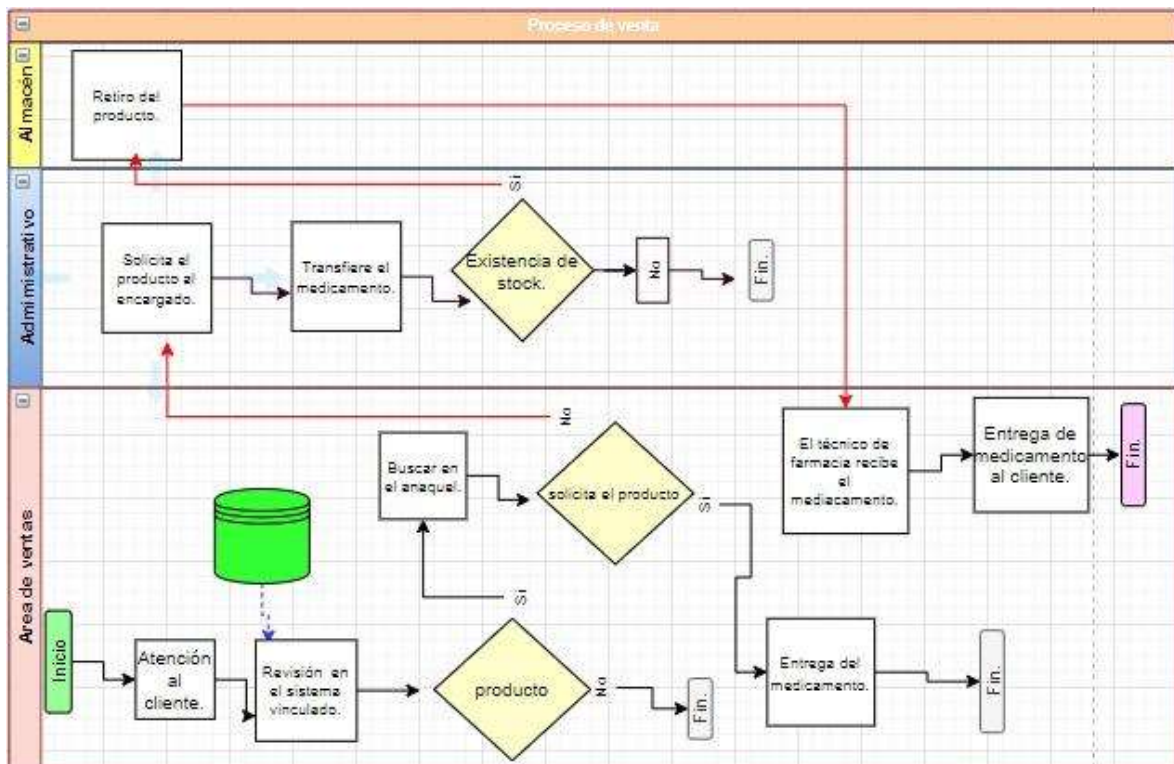 Proceso de venta
Almacén
Retiro del
producto.
Si
Admimistrativo
Solicita el
producto al
encargado.
Transfiere el
medicamento.
Existencia de
stock.
No
Fin.
Area de ventas
No
Buscar en
el anaquel.
solicita el producto
Si
El técnico de
farmacia recibe
el
mediacamento.
Entrega de
medicamento
al cliente.
Fin.
Inicio
Atención
al
cliente.
Revisión en
el sistema
vinculado.
Si
producto
No
Fin.
Entrega del
medicamento.
Fin.